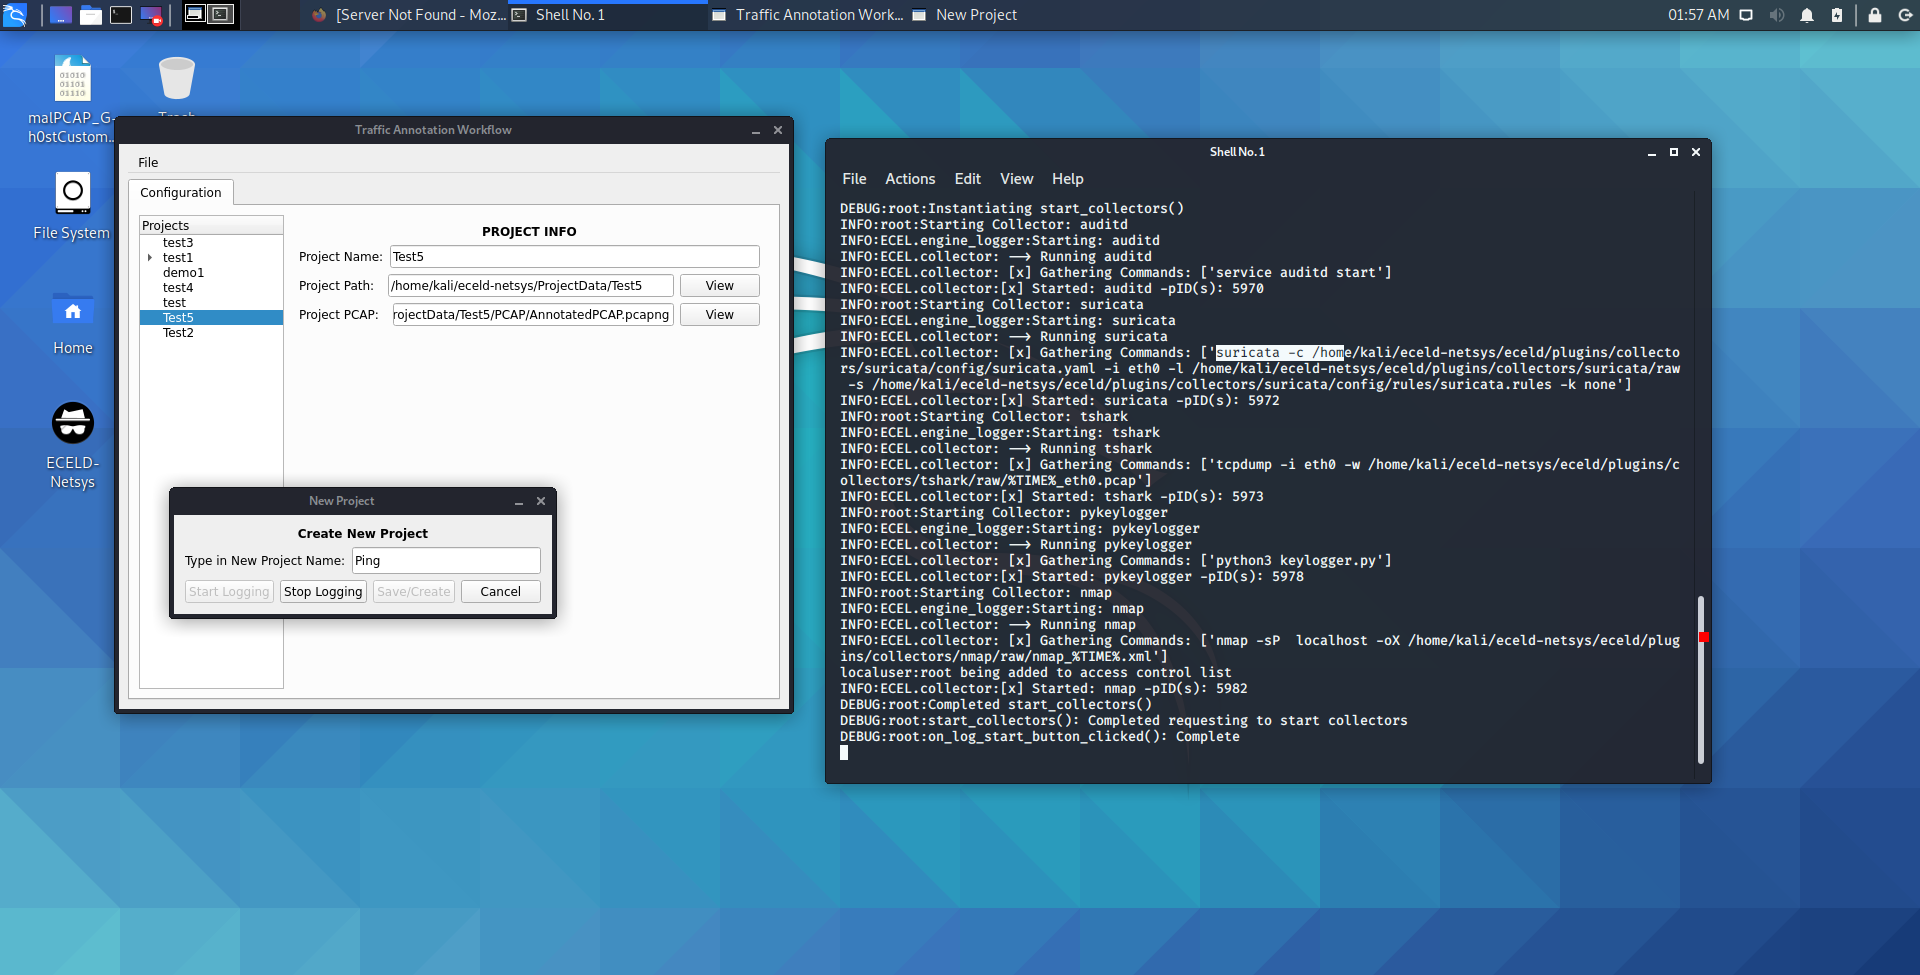 [Server Not Found - Moz...
Shell No. 1
Traffic Annotation Work...
New Project
01:57 AM
01010
01101
01110
malPCAP_G-
h0stCustom...
File System
Home
ECELD-
Netsys
Traffic Annotation Workflow
File
Configuration
Projects
test3
test1
demo1
test4
test
Test5
Test2
PROJECT INFO
Project Name: Test5
Project Path: /home/kali/eceld-netsys/ProjectData/Test5 View
Project PCAP: rojectData/Test5/PCAP/AnnotatedPCAP.pcapng View
New Project
Create New Project
Type in New Project Name: Ping
Start Logging Stop Logging Save/Create Cancel
Shell No. 1
File Actions Edit View Help
DEBUG:root:Instantiating start_collectors()
INFO:root:Starting Collector: auditd
INFO:ECEL.engine_logger:Starting: auditd
INFO:ECEL.collector: —> Running auditd
INFO:ECEL.collector: [x] Gathering Commands: ['service auditd start']
INFO:ECEL.collector:[x] Started: auditd -pID(s): 5970
INFO:root:Starting Collector: suricata
INFO:ECEL.engine_logger:Starting: suricata
INFO:ECEL.collector: —> Running suricata
INFO:ECEL.collector: [x] Gathering Commands: ['suricata -c /home/kali/eceld-netsys/eceld/plugins/collecto
rs/suricata/config/suricata.yaml -i eth0 -l /home/kali/eceld-netsys/eceld/plugins/collectors/suricata/raw
-s /home/kali/eceld-netsys/eceld/plugins/collectors/suricata/config/rules/suricata.rules -k none']
INFO:ECEL.collector:[x] Started: suricata -pID(s): 5972
INFO:root:Starting Collector: tshark
INFO:ECEL.engine_logger:Starting: tshark
INFO:ECEL.collector: —> Running tshark
INFO:ECEL.collector: [x] Gathering Commands: ['tcpdump -i eth0 -w /home/kali/eceld-netsys/eceld/plugins/c
ollectors/tshark/raw/%TIME%_eth0.pcap']
INFO:ECEL.collector:[x] Started: tshark -pID(s): 5973
INFO:root:Starting Collector: pykeylogger
INFO:ECEL.engine_logger:Starting: pykeylogger
INFO:ECEL.collector: —> Running pykeylogger
INFO:ECEL.collector: [x] Gathering Commands: ['python3 keylogger.py']
INFO:ECEL.collector:[x] Started: pykeylogger -pID(s): 5978
INFO:root:Starting Collector: nmap
INFO:ECEL.engine_logger:Starting: nmap
INFO:ECEL.collector: —> Running nmap
INFO:ECEL.collector: [x] Gathering Commands: ['nmap -sP  localhost -oX /home/kali/eceld-netsys/eceld/plug
ins/collectors/nmap/raw/nmap_%TIME%.xml']
localuser:root being added to access control list
INFO:ECEL.collector:[x] Started: nmap -pID(s): 5982
DEBUG:root:Completed start_collectors()
DEBUG:root:start_collectors(): Completed requesting to start collectors
DEBUG:root:on_log_start_button_clicked(): Complete